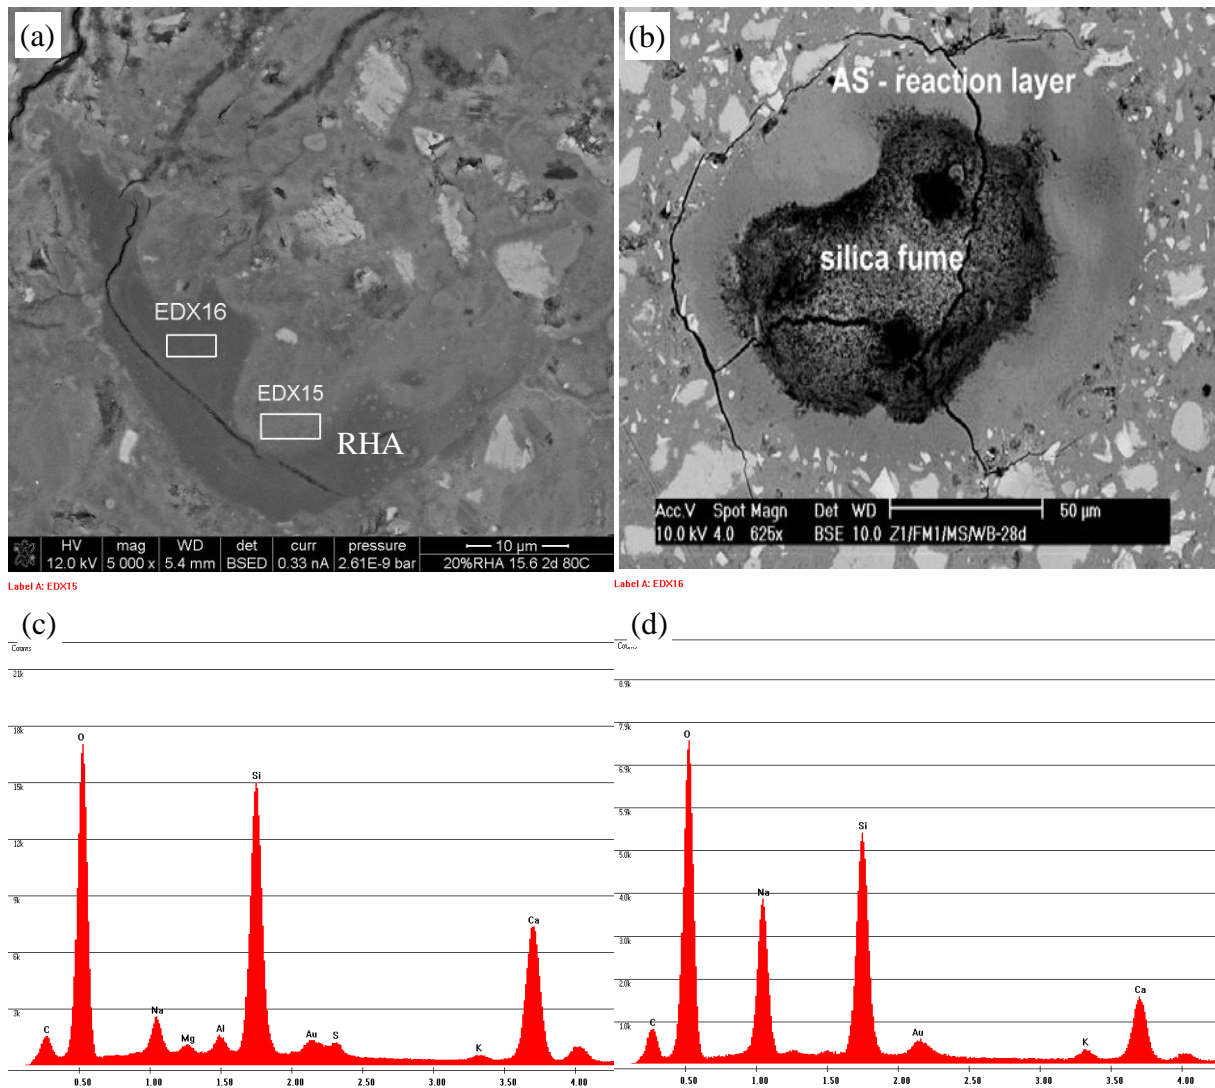 (a)
EDX16
EDX15
RHA
HV mag WD det curr pressure 10 µm
12.0 kV 5 000 x 5.4 mm BSED 0.33 nA 2.61E-9 bar 20%RHA 15.6 2d 80C
(b)
AS - reaction layer
silica fume
Acc.V Spot Magn Det WD 50 µm
10.0 kV 4.0 625x BSE 10.0 Z1/FM1/MS/WB-28d
Label A: EDX15
(c)
Counts
21k
18k
15k
12k
9k
6k
3k
C
O
Na
Mg
Al
Si
Au
S
K
Ca
0.50 1.00 1.50 2.00 2.50 3.00 3.50 4.00
Label A: EDX16
(d)
8.9k
7.9k
6.9k
5.9k
5.0k
4.0k
3.0k
2.0k
1.0k
C
O
Na
Si
Au
K
Ca
0.50 1.00 1.50 2.00 2.50 3.00 3.50 4.00